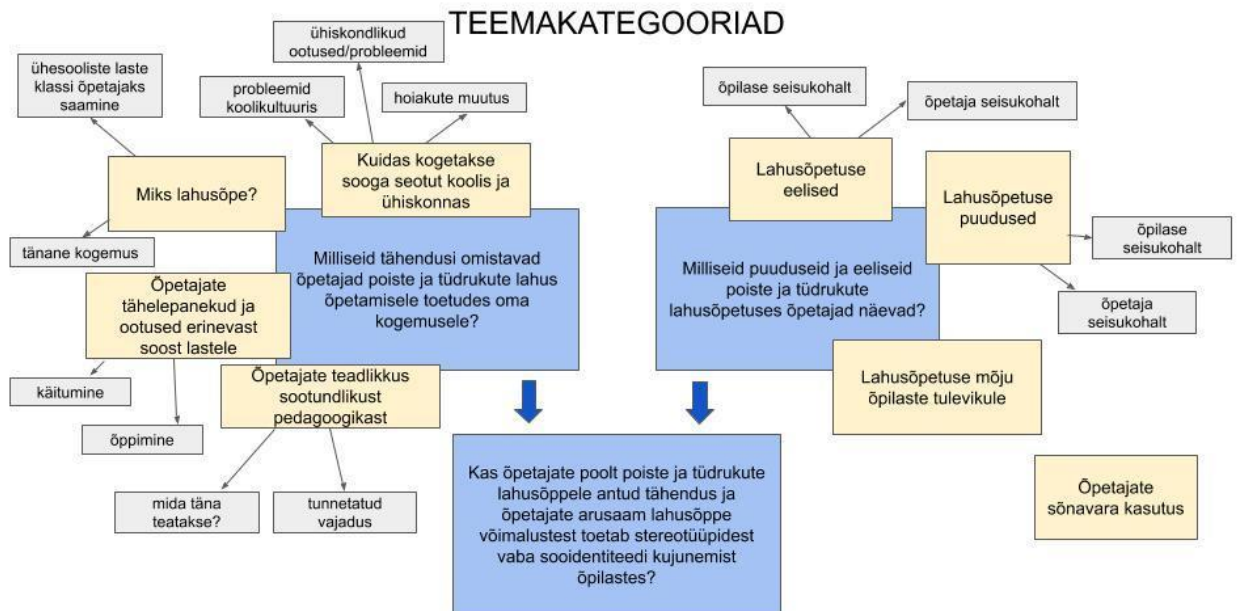 TEEMAKATEGOORIAD
ühesooliste laste
klassi õpetajaks
saamine
probleemid
koolikultuuris
ühiskondlikud
ootused/probleemid
hoiakute muutus
Miks lahusõpe?
Kuidas kogetakse
sooga seotut koolis ja
ühiskonnas
tänane kogemus
Milliseid tähendusi omistavad
õpetajad poiste ja tüdrukute lahus
õpetamisele toetudes oma
kogemusele?
Õpetajate
tähelepanekud ja
ootused erinevast
soost lastele
käitumine
õppimine
Õpetajate teadlikkus
sootundlikust
pedagoogikast
mida täna
teatakse?
tunnetatud
vajadus
õpilase seisukohalt
õpetaja seisukohalt
Lahusõpetuse
eelised
Lahusõpetuse
puudused
õpilase
seisukohalt
õpetaja
seisukohalt
Milliseid puuduseid ja eeliseid
poiste ja tüdrukute
lahusõpetuses õpetajad näevad?
Lahusõpetuse mõju
õpilaste tulevikule
Kas õpetajate poolt poiste ja tüdrukute
lahusõppele antud tähendus ja
õpetajate arusaam lahusõppe
võimalustest toetab stereotüüpidest
vaba sooidentiteedi kujunemist
õpilastes?
Õpetajate
sõnavara kasutus